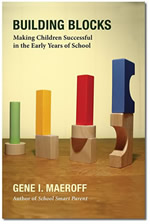 BUILDING BLOCKS
Making Children Successful
in the Early Years of School
GENE I. MAEROFF
Author of School Smart Parent